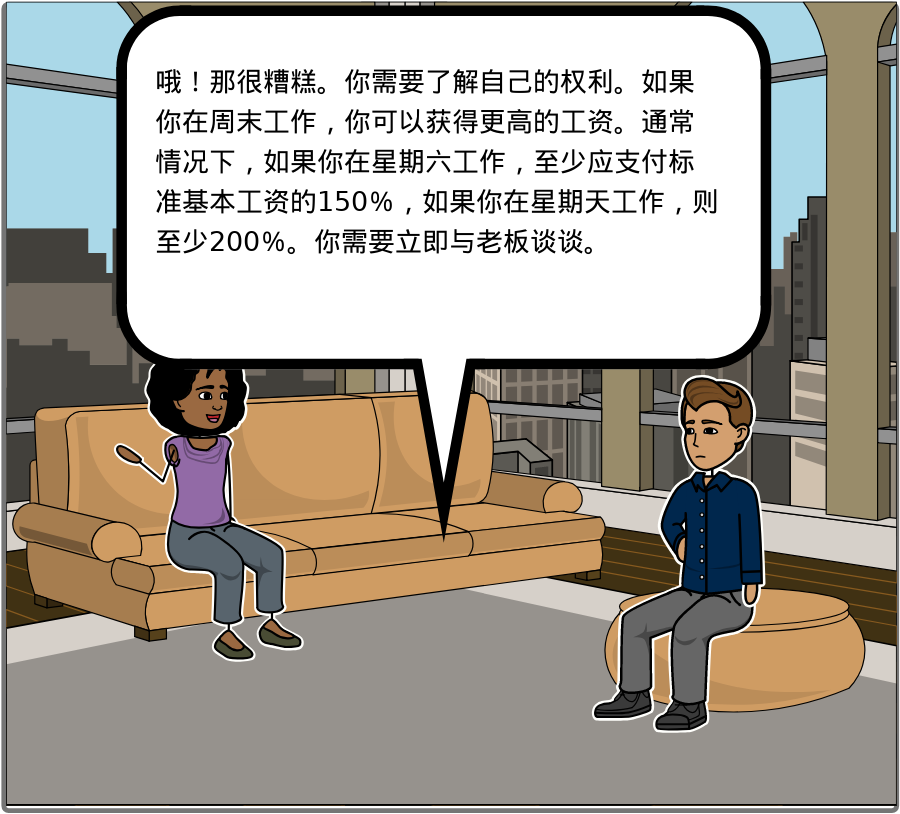 哦！那很糟糕。你需要了解自己的权利。如果
你在周末工作，你可以获得更高的工资。通常
情况下，如果你在星期六工作，至少应支付标
准基本工资的150%，如果你在星期天工作，则
至少200%。你需要立即与老板谈谈。